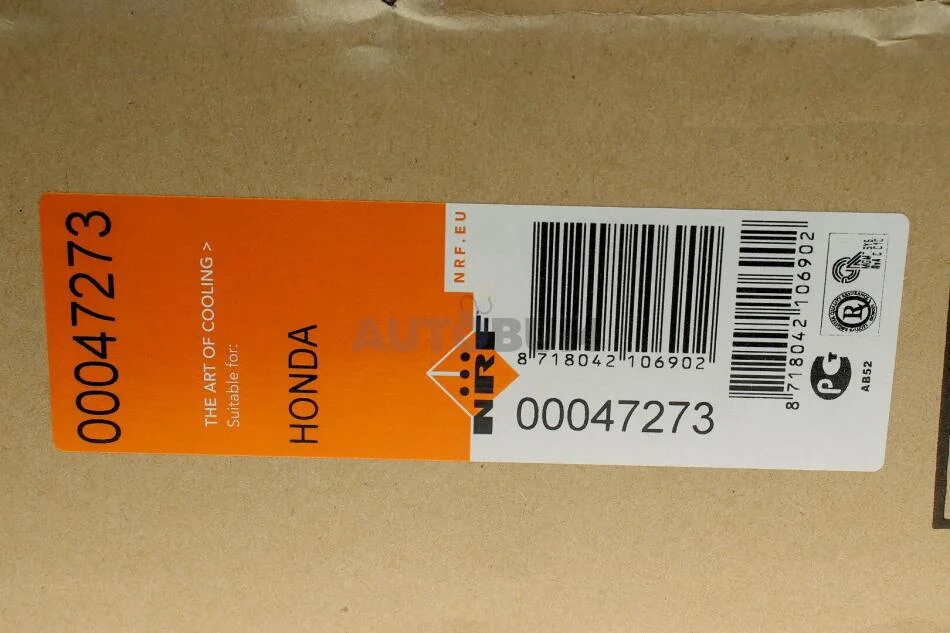 00047273
THE ART OF COOLING >
Suitable for:
HONDA
NRF.EU
NRF
8 718042 106902
00047273
8 718042 106902
AB52